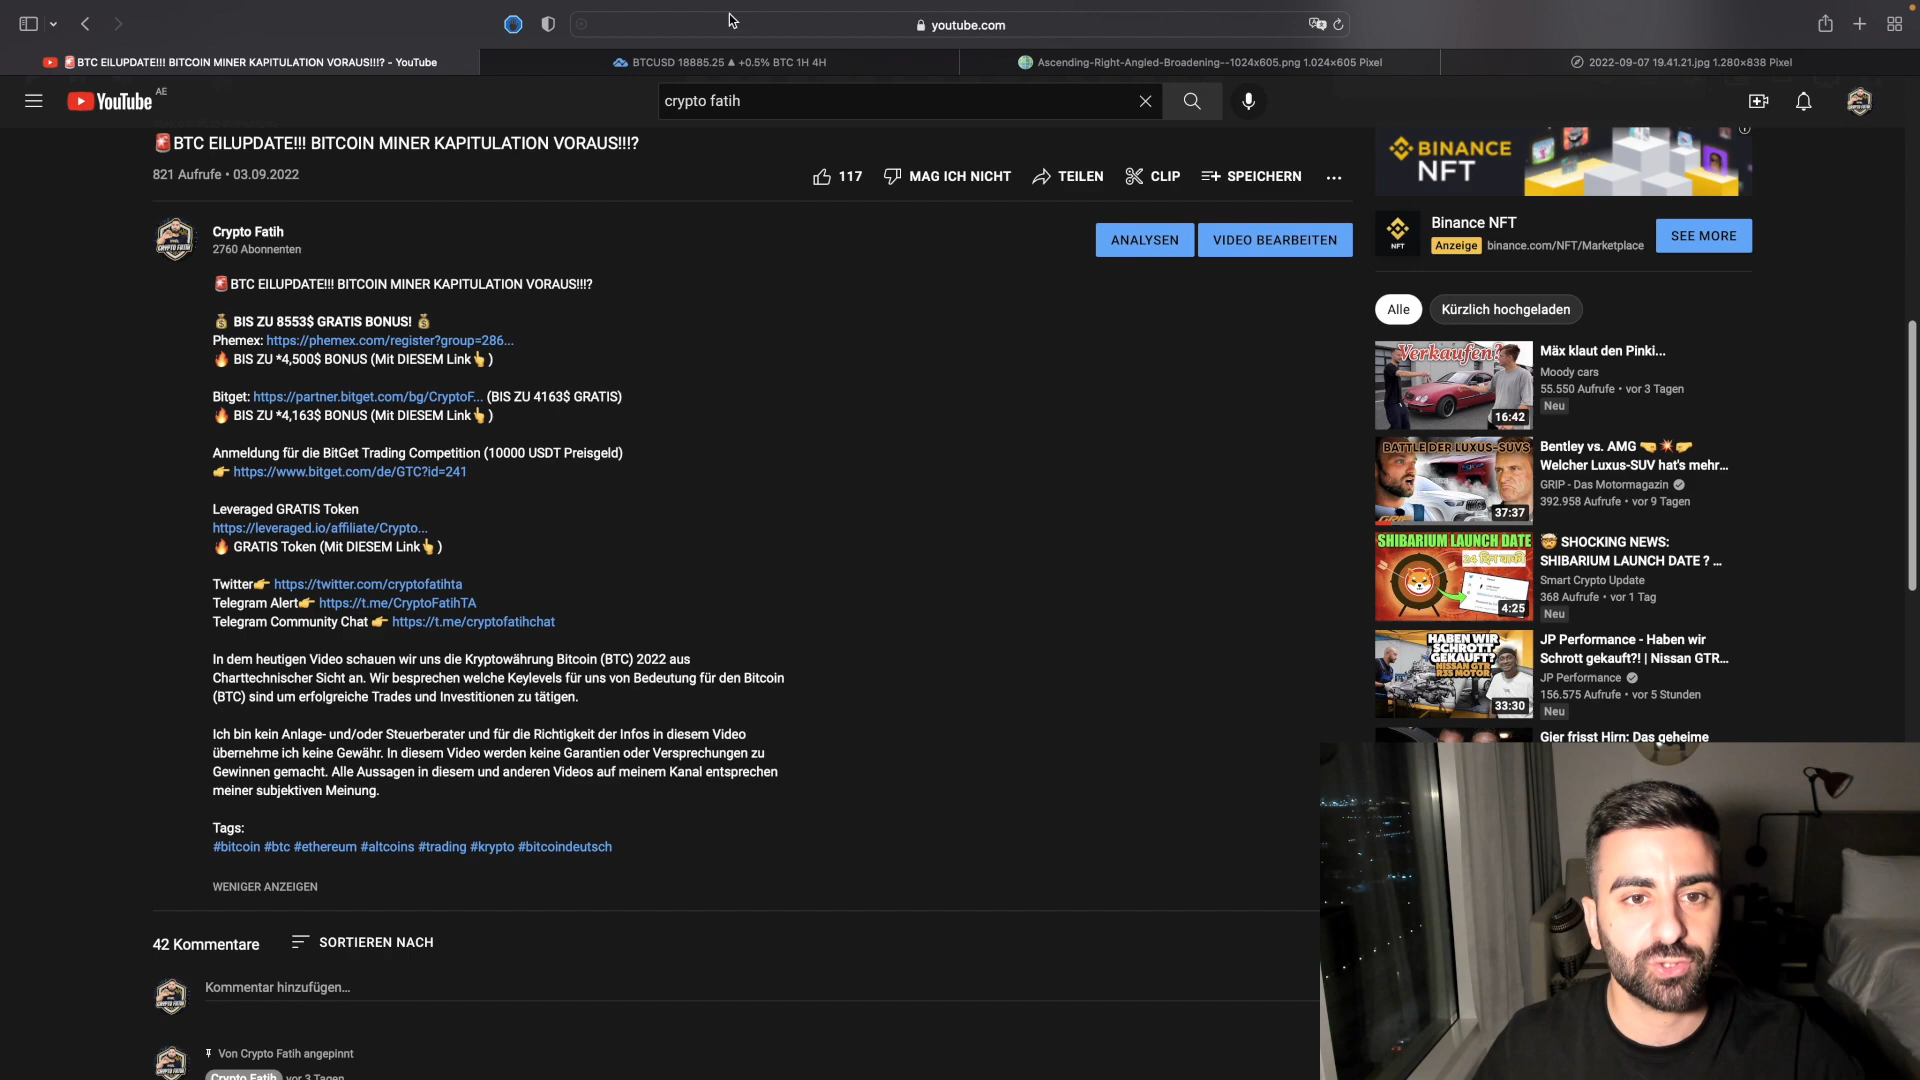 youtube.com
🚨BTC EILUPDATE!!! BITCOIN MINER KAPITULATION VORAUS!!!? - YouTube
BTCUSD 18885.25 ▲ +0.5% BTC 1H 4H
Ascending-Right-Angled-Broadening--1024x605.png 1.024×605 Pixel
2022-09-07 19.41.21.jpg 1.280×838 Pixel
YouTube AE
crypto fatih
🚨BTC EILUPDATE!!! BITCOIN MINER KAPITULATION VORAUS!!!?
821 Aufrufe • 03.09.2022
117
MAG ICH NICHT
TEILEN
CLIP
SPEICHERN
Crypto Fatih
2760 Abonnenten
ANALYSEN
VIDEO BEARBEITEN
🚨BTC EILUPDATE!!! BITCOIN MINER KAPITULATION VORAUS!!!?
💰 BIS ZU 8553$ GRATIS BONUS! 💰
Phemex: https://phemex.com/register?group=286...
🔥 BIS ZU *4,500$ BONUS (Mit DIESEM Link👆)
Bitget: https://partner.bitget.com/bg/CryptoF... (BIS ZU 4163$ GRATIS)
🔥 BIS ZU *4,163$ BONUS (Mit DIESEM Link👆)
Anmeldung für die BitGet Trading Competition (10000 USDT Preisgeld)
👉 https://www.bitget.com/de/GTC?id=241
Leveraged GRATIS Token
https://leveraged.io/affiliate/Crypto...
🔥 GRATIS Token (Mit DIESEM Link👆)
Twitter👉 https://twitter.com/cryptofatihta
Telegram Alert👉 https://t.me/CryptoFatihTA
Telegram Community Chat 👉 https://t.me/cryptofatihchat
In dem heutigen Video schauen wir uns die Kryptowährung Bitcoin (BTC) 2022 aus
Charttechnischer Sicht an. Wir besprechen welche Keylevels für uns von Bedeutung für den Bitcoin
(BTC) sind um erfolgreiche Trades und Investitionen zu tätigen.
Ich bin kein Anlage- und/oder Steuerberater und für die Richtigkeit der Infos in diesem Video
übernehme ich keine Gewähr. In diesem Video werden keine Garantien oder Versprechungen zu
Gewinnen gemacht. Alle Aussagen in diesem und anderen Videos auf meinem Kanal entsprechen
meiner subjektiven Meinung.
Tags:
#bitcoin #btc #ethereum #altcoins #trading #krypto #bitcoindeutsch
WENIGER ANZEIGEN
42 Kommentare
SORTIEREN NACH
Kommentar hinzufügen...
Von Crypto Fatih angepinnt
Crypto Fatih vor 3 Tagen
BINANCE
NFT
Binance NFT
Anzeige binance.com/NFT/Marketplace
SEE MORE
NFT
Alle
Kürzlich hochgeladen
Verkaufen?
16:42
Mäx klaut den Pinki...
Moody cars
55.550 Aufrufe • vor 3 Tagen
Neu
BATTLE DER LUXUS-SUVS
GRIP
37:37
Bentley vs. AMG 🤜💥🤛
Welcher Luxus-SUV hat's mehr...
GRIP - Das Motormagazin
392.958 Aufrufe • vor 9 Tagen
SHIBARIUM LAUNCH DATE
4:25
🤯 SHOCKING NEWS:
SHIBARIUM LAUNCH DATE ? ...
Smart Crypto Update
368 Aufrufe • vor 1 Tag
Neu
HABEN WIR
SCHROTT
GEKAUFT?
NISSAN GTR
R35 MOTOR
33:30
JP Performance - Haben wir
Schrott gekauft?! | Nissan GTR...
JP Performance
156.575 Aufrufe • vor 5 Stunden
Neu
Gier frisst Hirn: Das geheime